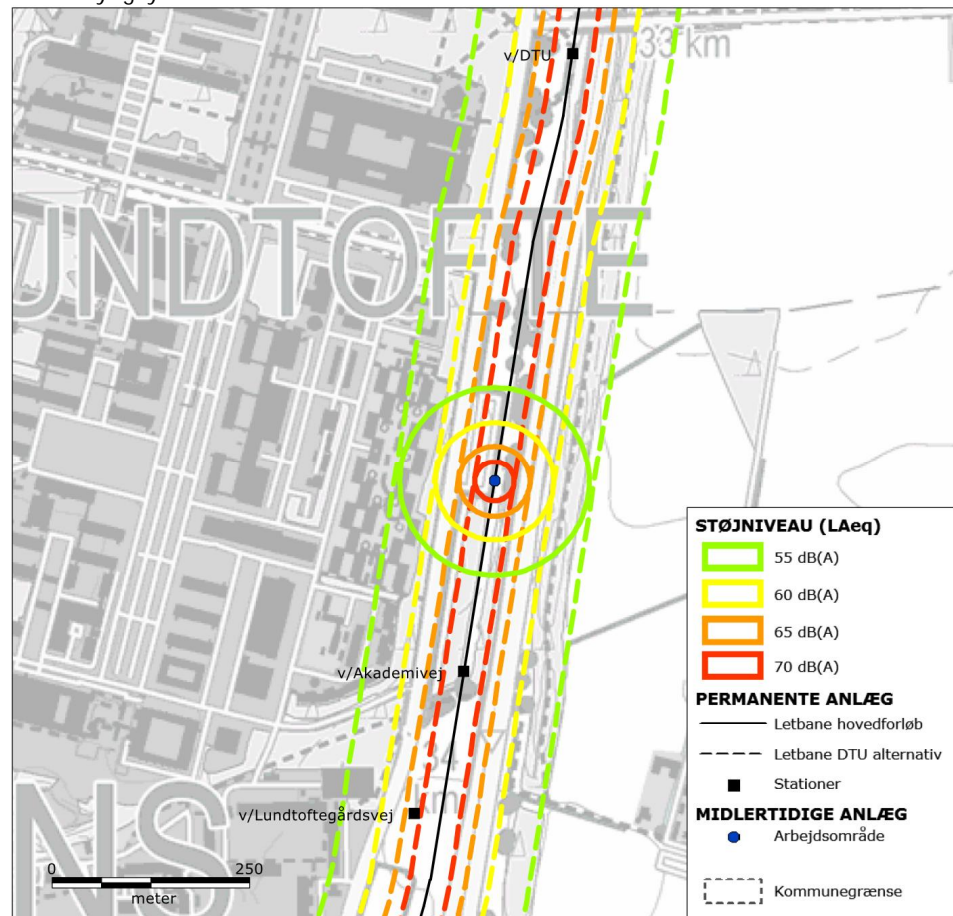 v/DTU
33 km
UNDTOFTE
v/Akademivej
km
v/Lundtoftegårdsvej
NS
0 250
meter
STØJNIVEAU (LAeq)
55 dB(A)
60 dB(A)
65 dB(A)
70 dB(A)
PERMANENTE ANLÆG
Letbane hovedforløb
Letbane DTU alternativ
Stationer
MIDLERTIDIGE ANLÆG
Arbejdsområde
Kommunegrænse